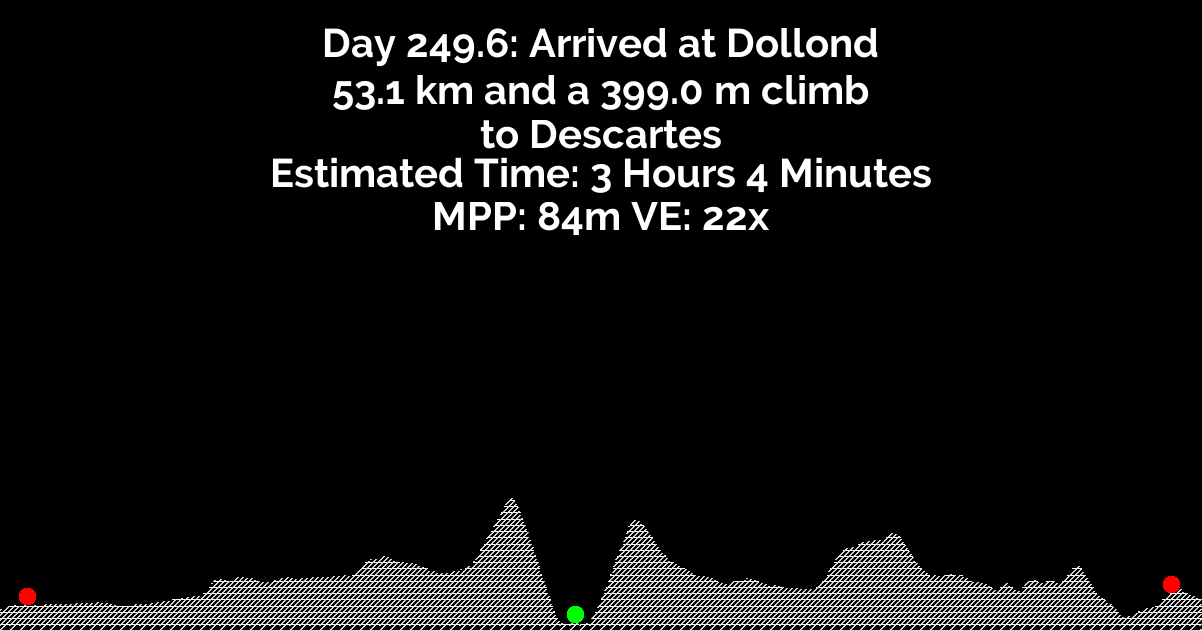 Day 249.6: Arrived at Dollond
53.1 km and a 399.0 m climb
to Descartes
Estimated Time: 3 Hours 4 Minutes
MPP: 84m VE: 22x